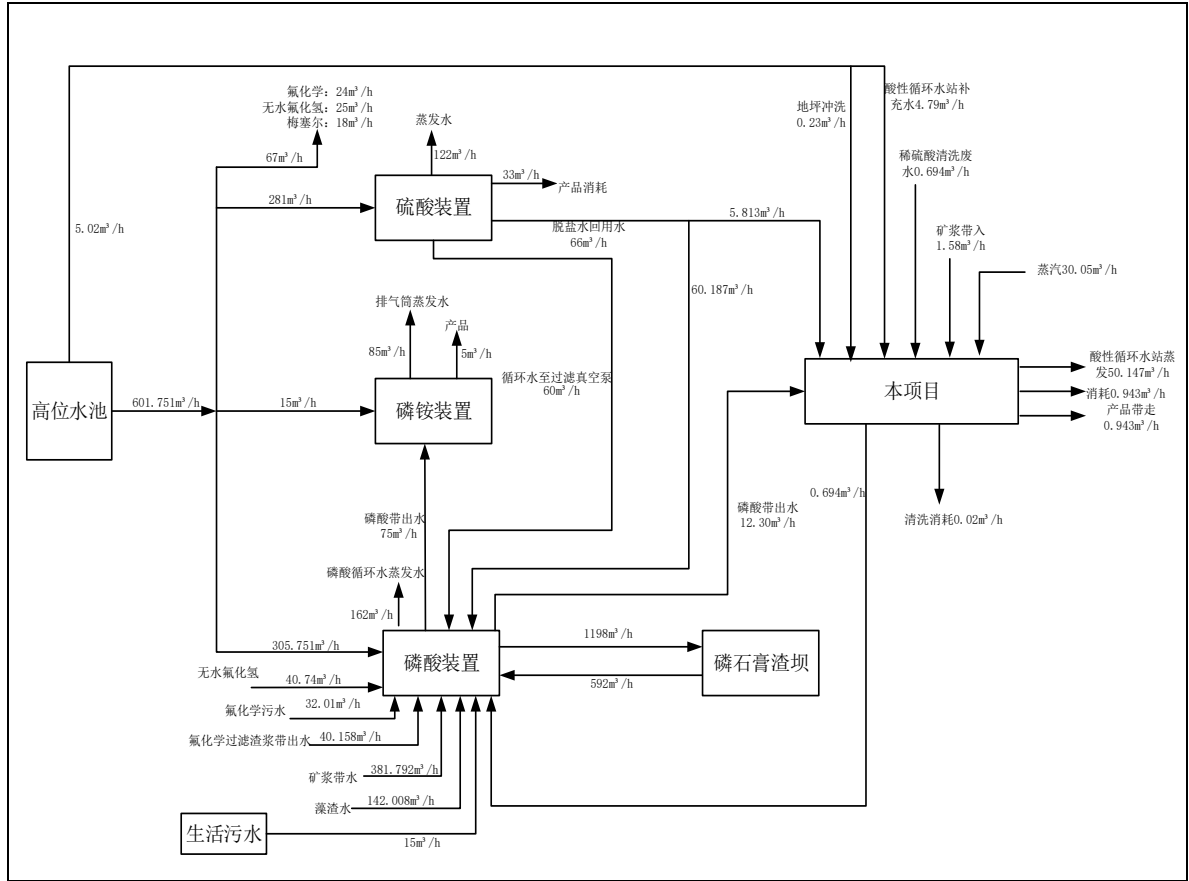 氟化学：24m³/h
无水氟化氢：25m³/h
梅塞尔：18m³/h
67m³/h
5.02m³/h
蒸发水
122m³/h
33m³/h
产品消耗
281m³/h
硫酸装置
脱盐水回用水
66m³/h
5.813m³/h
60.187m³/h
地坪冲洗
0.23m³/h
酸性循环水站补
充水4.79m³/h
稀硫酸清洗废
水0.694m³/h
矿浆带入
1.58m³/h
蒸汽30.05m³/h
排气筒蒸发水
85m³/h
产品
5m³/h
循环水至过滤真空泵
60m³/h
高位水池
601.751m³/h
15m³/h
磷铵装置
本项目
酸性循环水站蒸
发50.147m³/h
消耗0.943m³/h
产品带走
0.943m³/h
0.694m³/h
清洗消耗0.02m³/h
磷酸带出水
75m³/h
磷酸带出水
12.30m³/h
磷酸循环水蒸发水
162m³/h
305.751m³/h
磷酸装置
1198m³/h
592m³/h
磷石膏渣坝
无水氟化氢
40.74m³/h
氟化学污水
32.01m³/h
氟化学过滤渣浆带出水
40.158m³/h
矿浆带水
381.792m³/h
藻渣水
142.008m³/h
生活污水
15m³/h